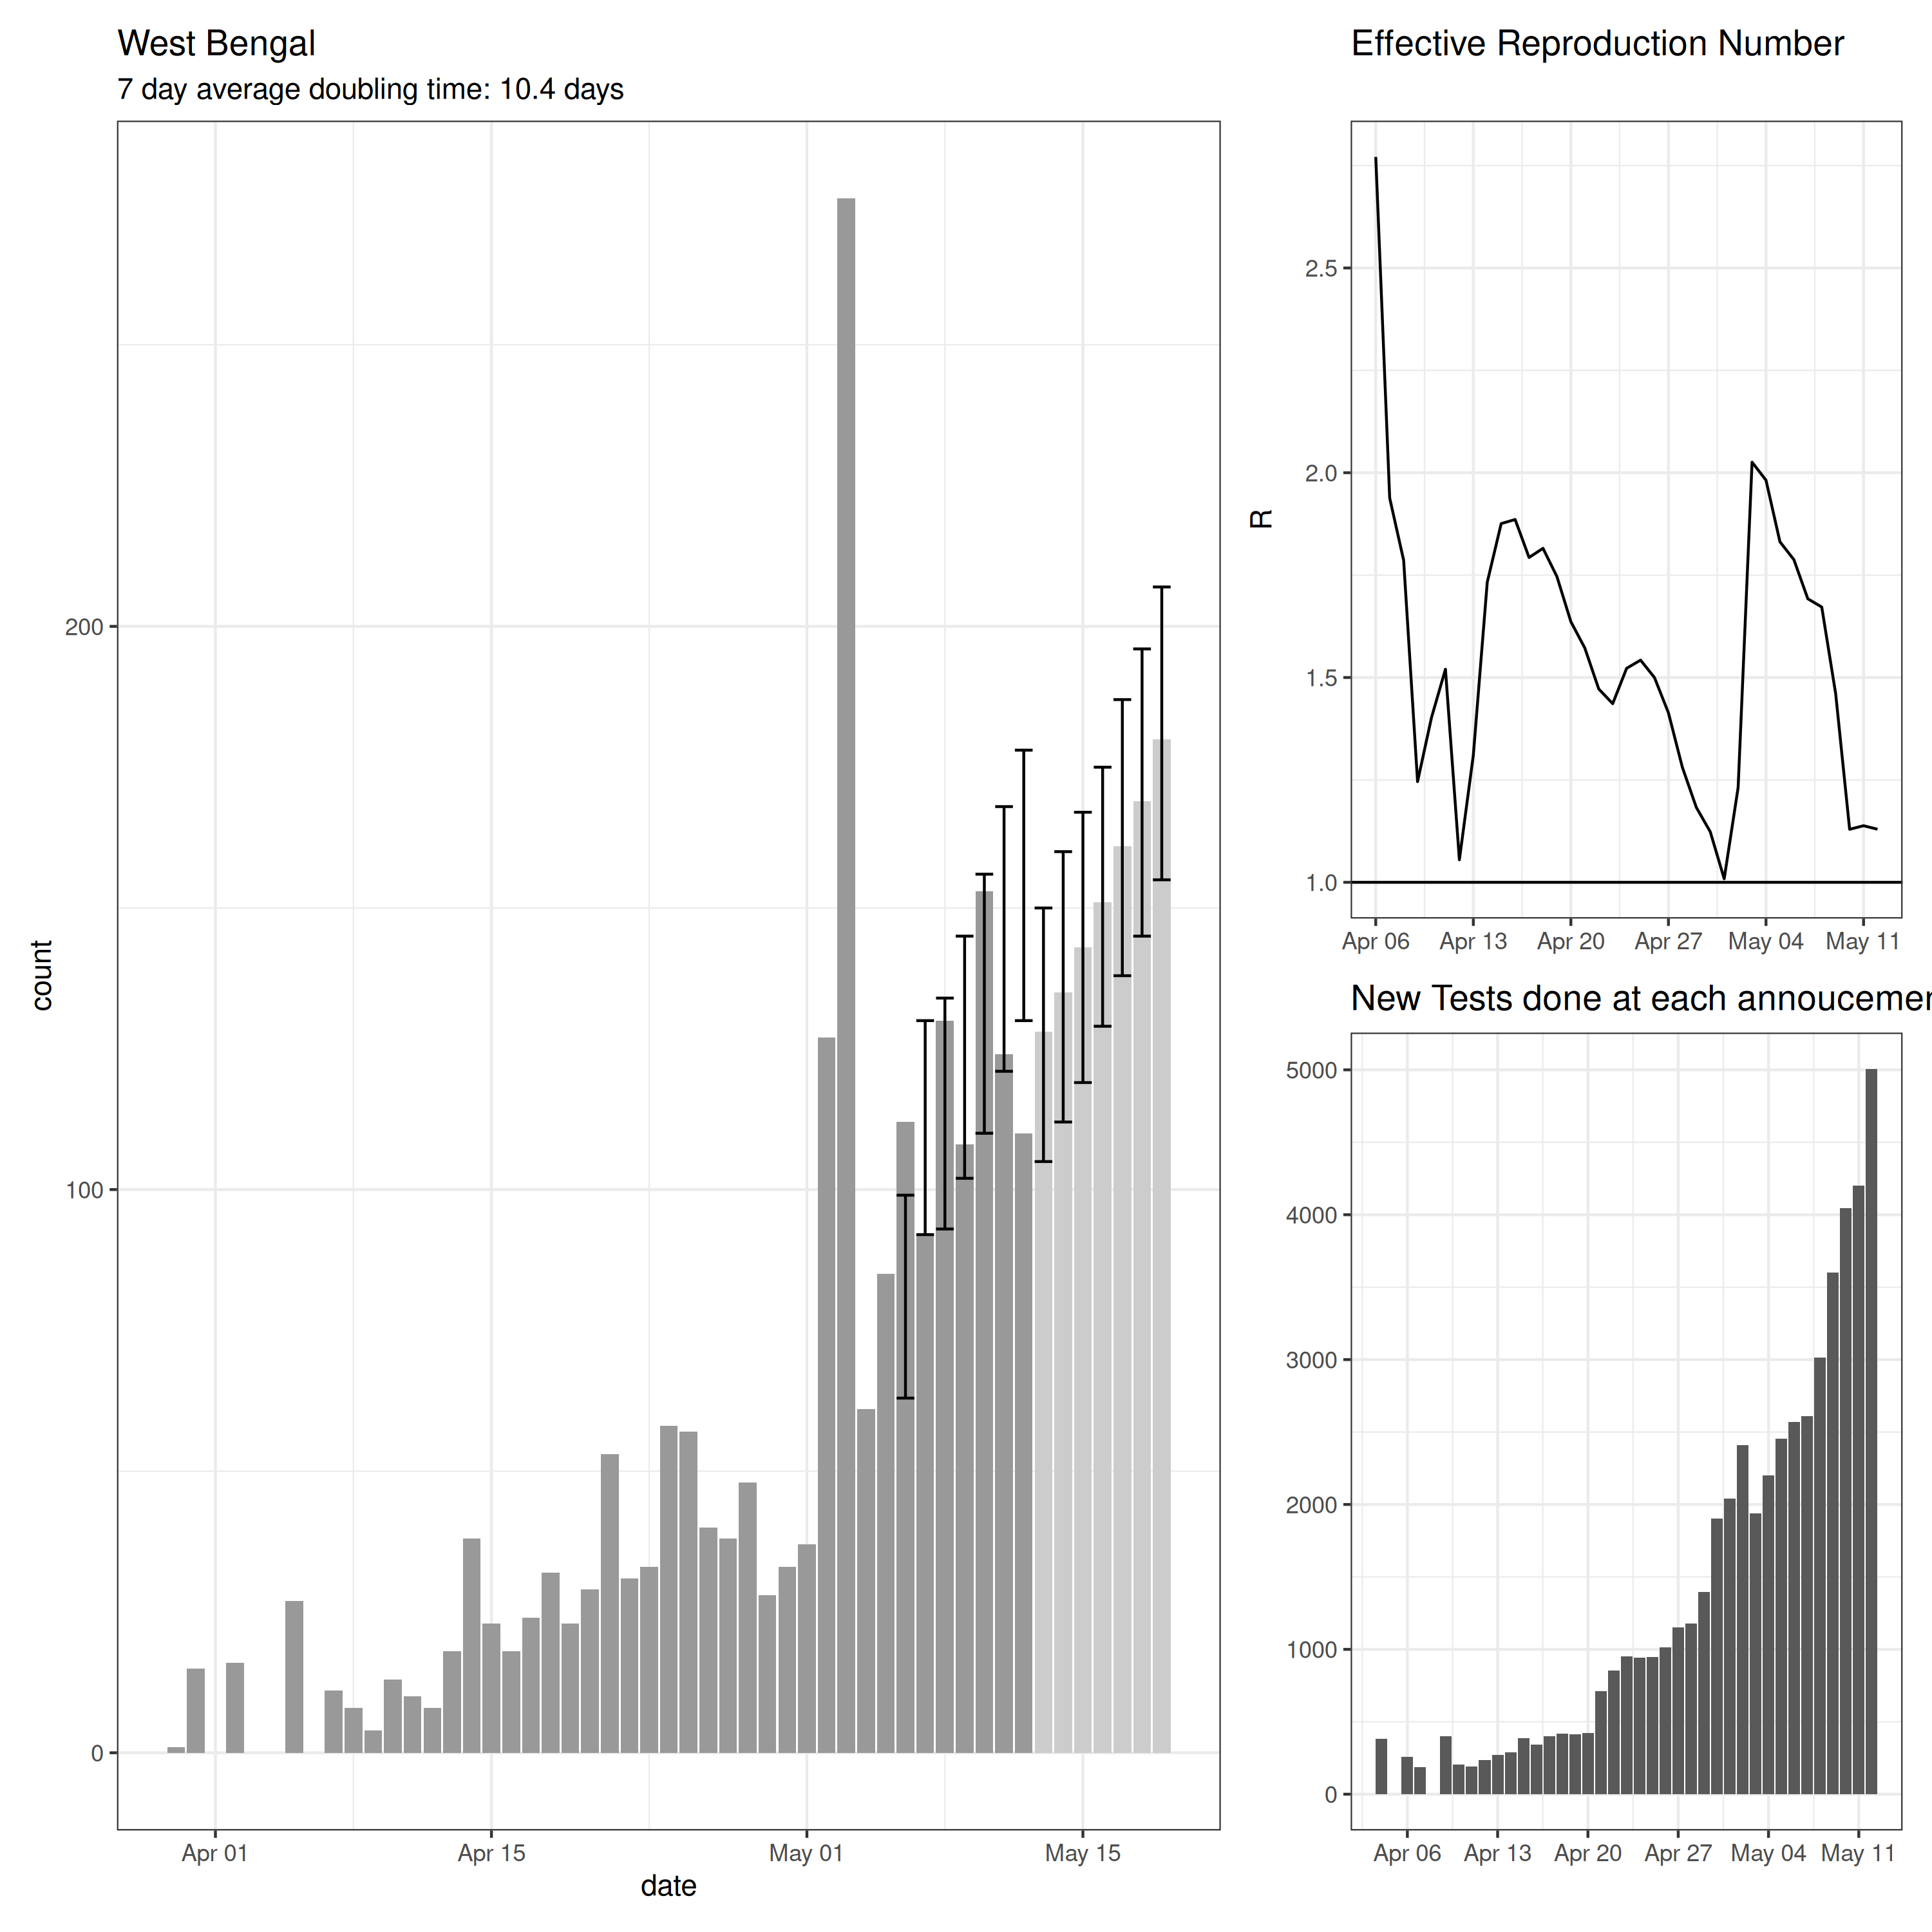 West Bengal
7 day average doubling time: 10.4 days
count
200
100
0
Apr 01 Apr 15 May 01 May 15
date
Effective Reproduction Number
R
2.5
2.0
1.5
1.0
Apr 06 Apr 13 Apr 20 Apr 27 May 04 May 11
New Tests done at each annoucemen
5000
4000
3000
2000
1000
0
Apr 06 Apr 13 Apr 20 Apr 27 May 04 May 11